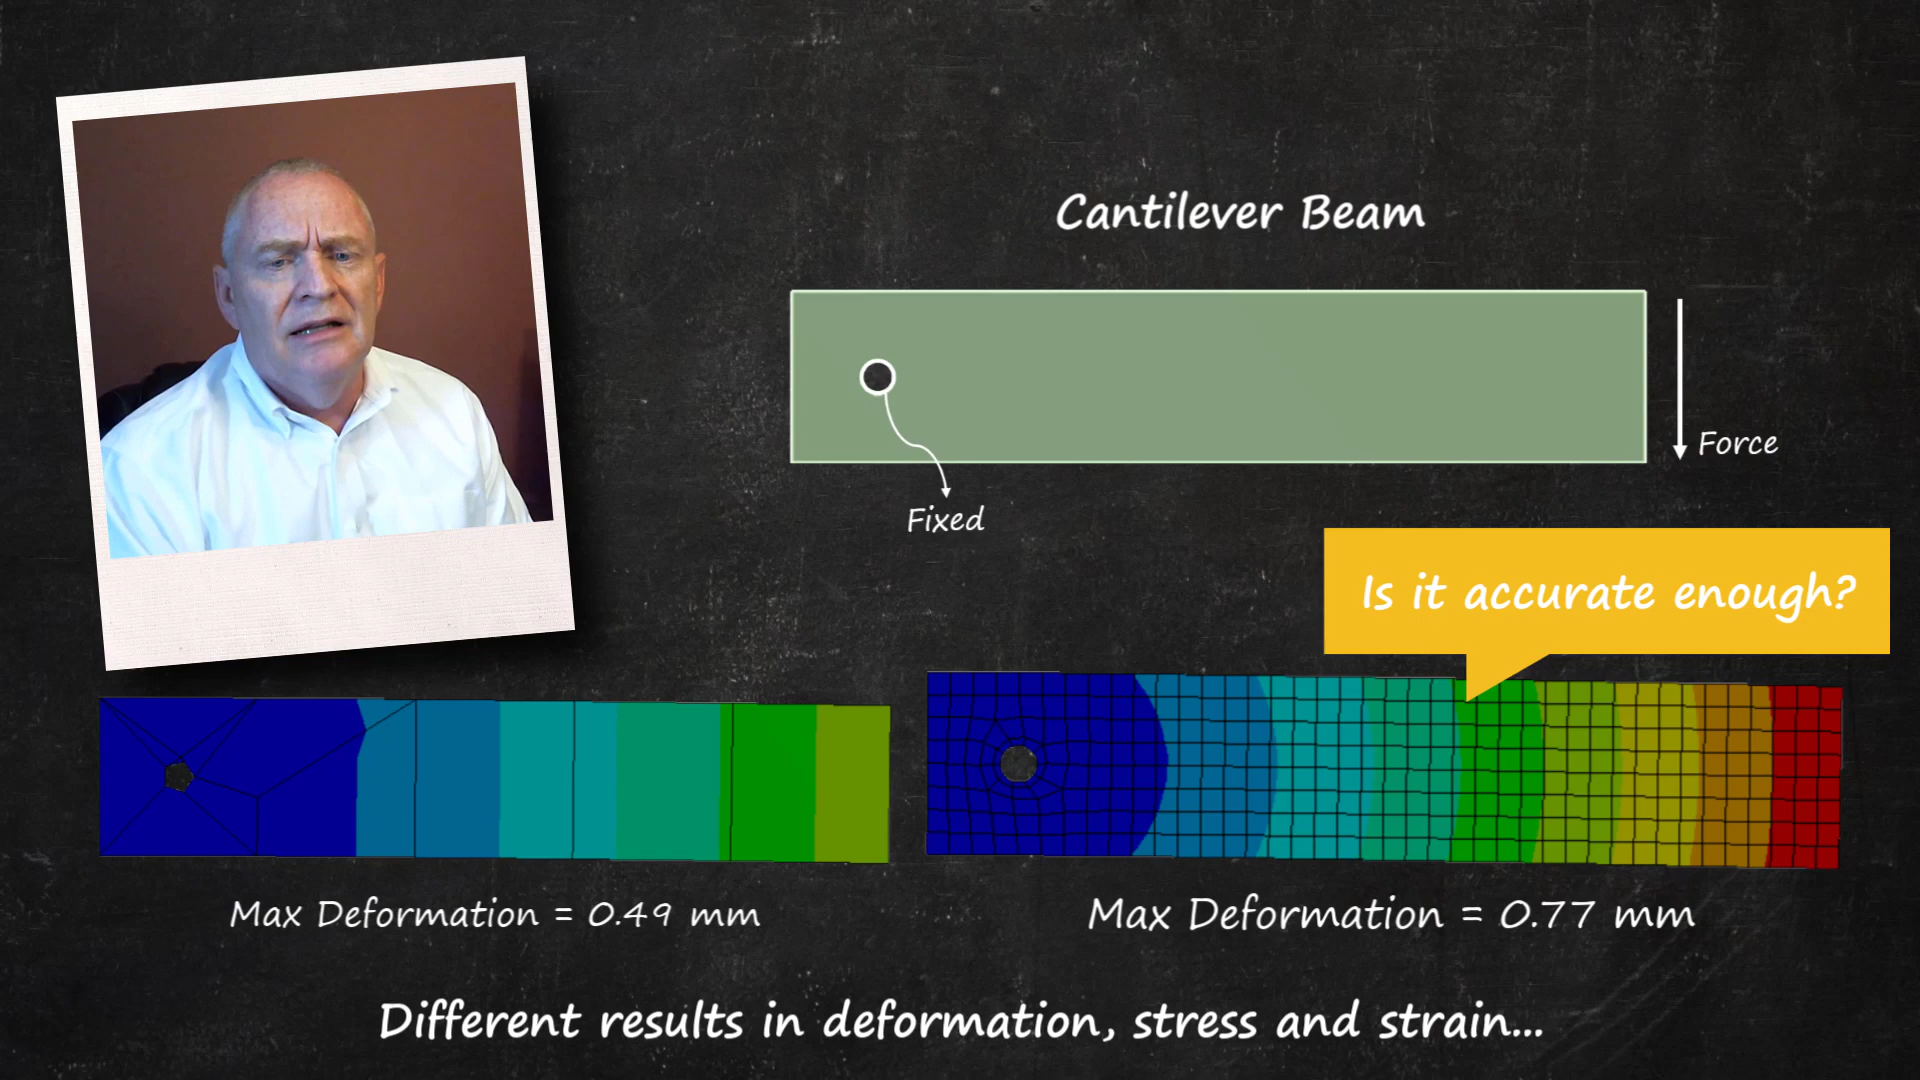 Cantilever Beam
Force
Fixed
Is it accurate enough?
Max Deformation = 0.49 mm
Max Deformation = 0.77 mm
Different results in deformation, stress and strain...